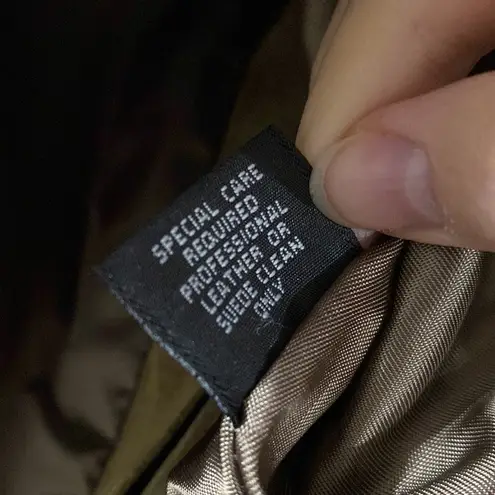 SPECIAL CARE
REQUIRED
PROFESSIONAL
LEATHER OR
SUEDE CLEAN
ONLY